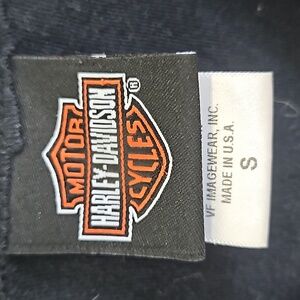 MOTOR
HARLEY-DAVIDSON
CYCLES
®
VF IMAGEWEAR, INC.
MADE IN U.S.A.
S